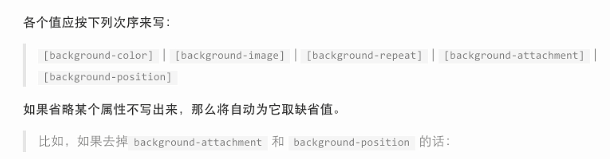 各个值应按下列次序来写：
[background-color] | [background-image] | [background-repeat] | [background-attachment] |
[background-position]
如果省略某个属性不写出来，那么将自动为它取缺省值。
比如，如果去掉 background-attachment 和 background-position 的话：